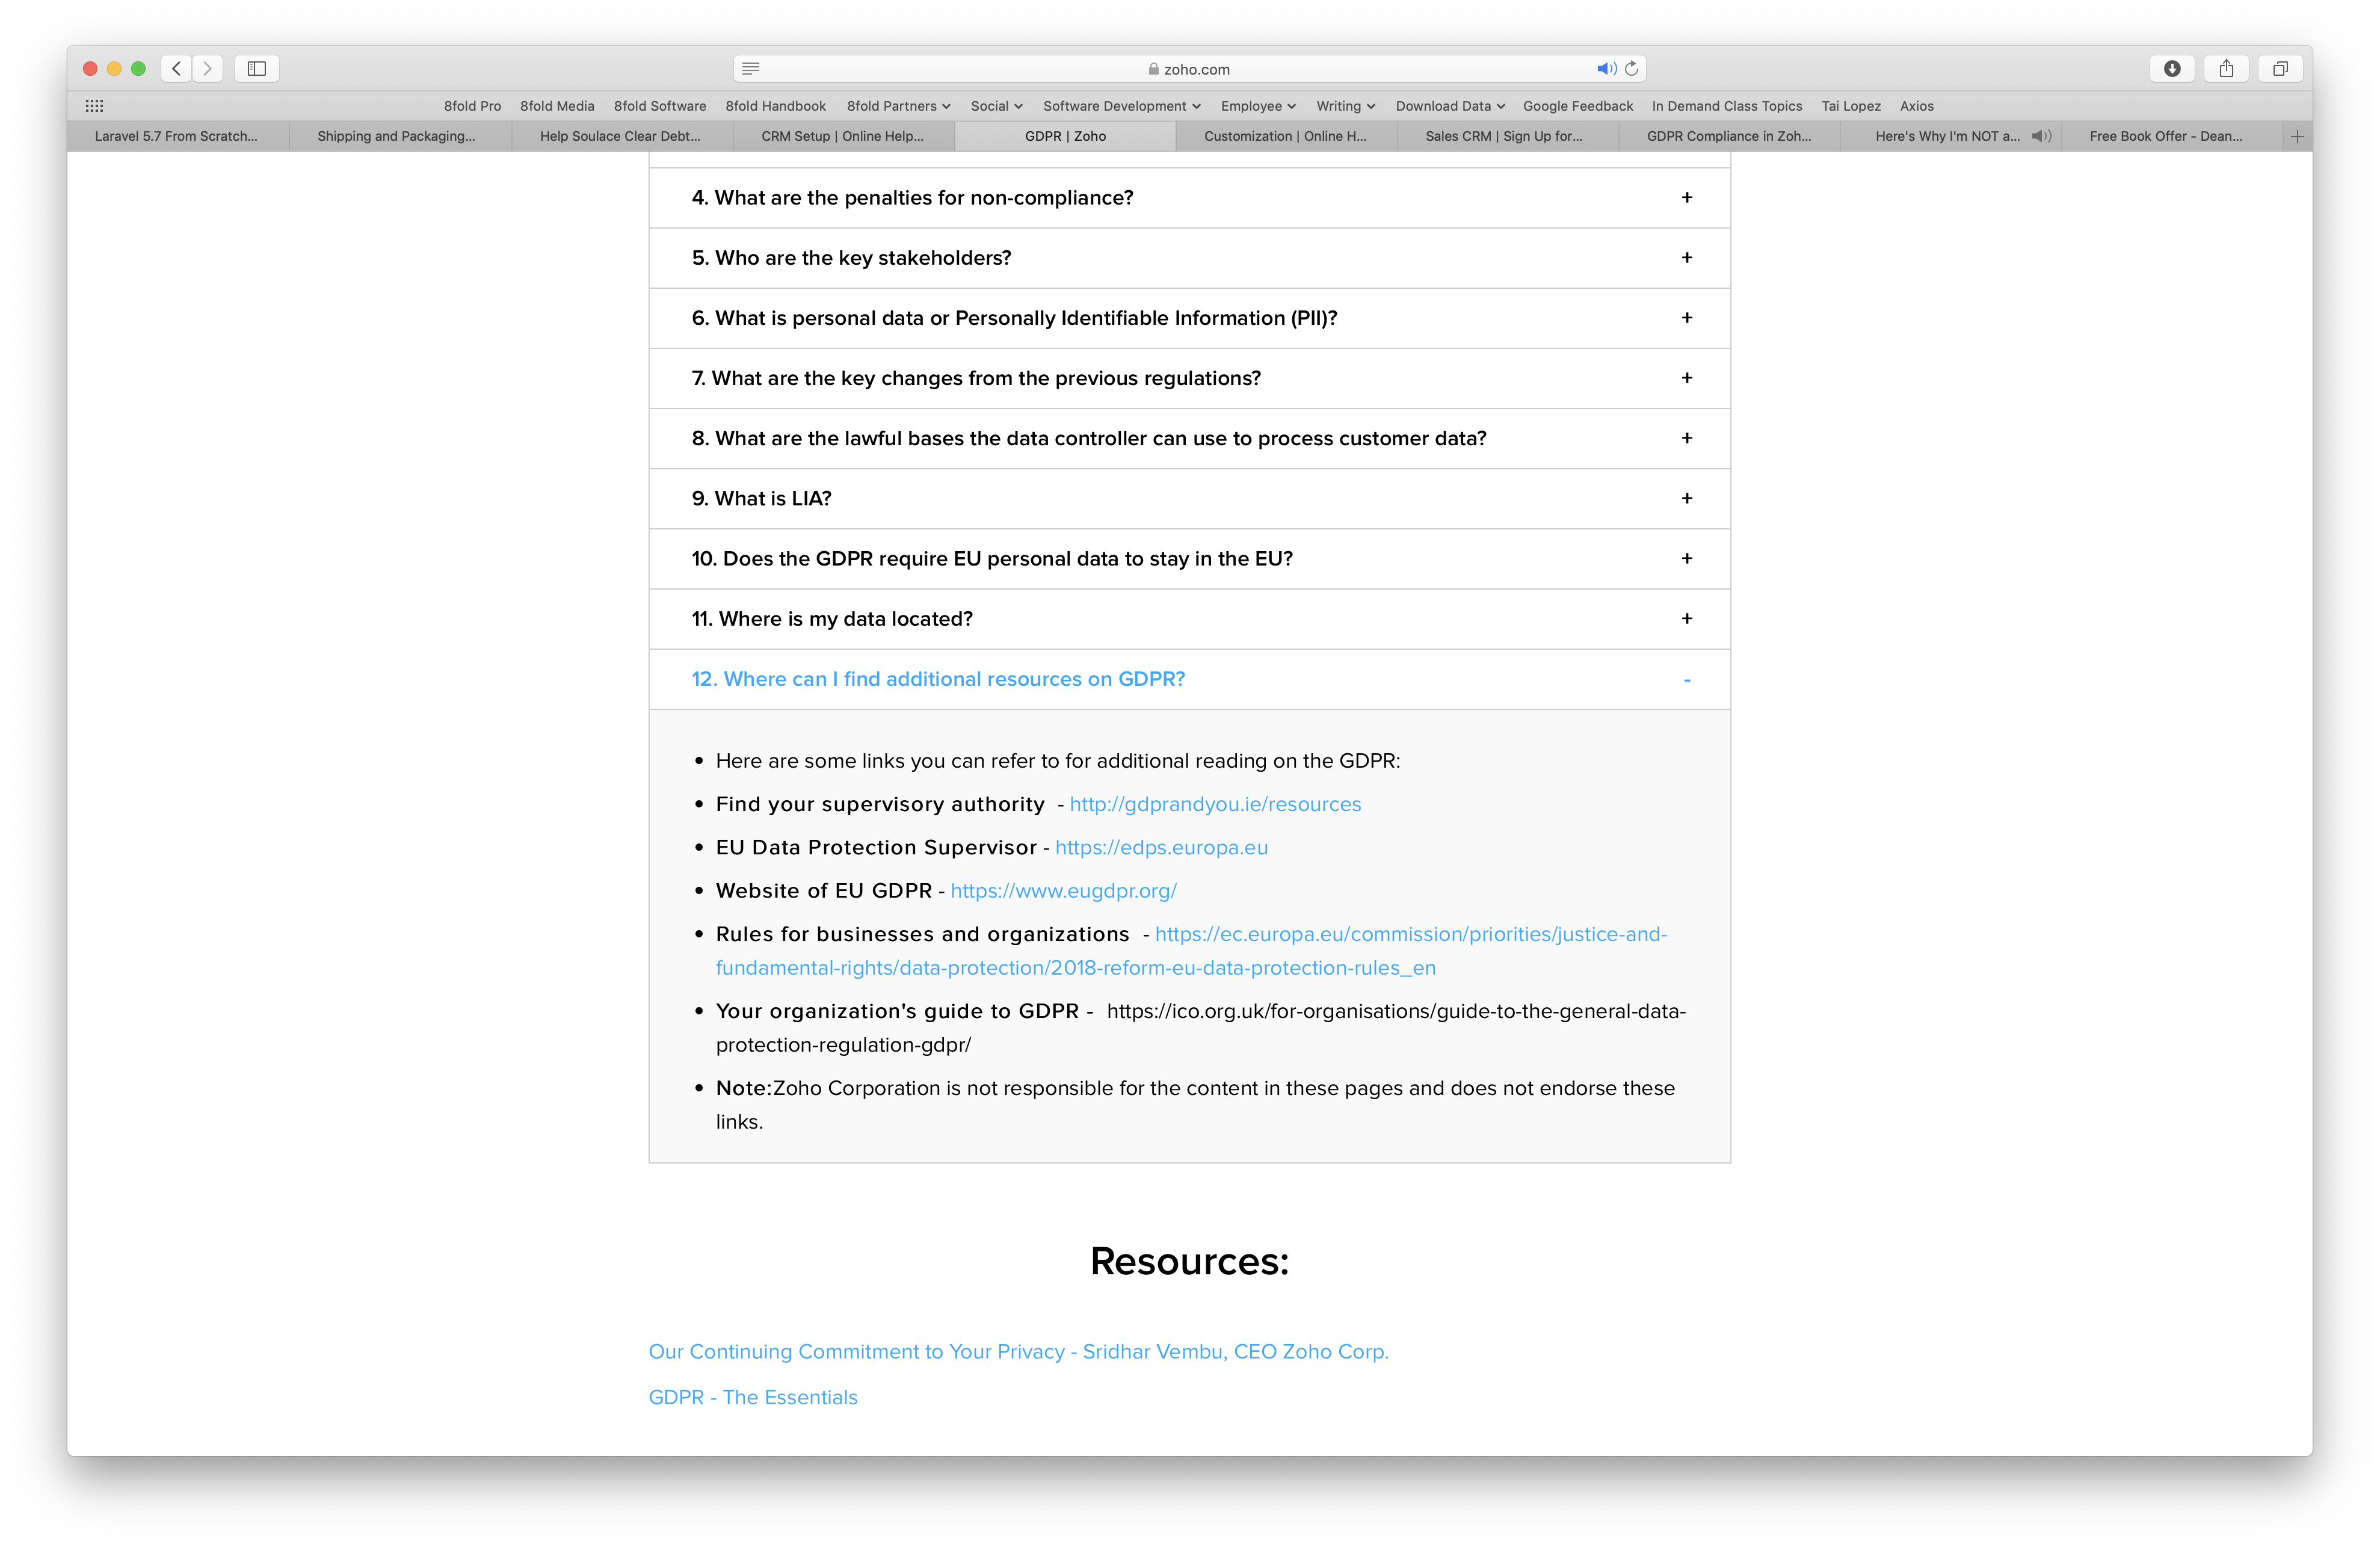 zoho.com
8fold Pro 8fold Media 8fold Software 8fold Handbook 8fold Partners Social Software Development Employee Writing Download Data Google Feedback In Demand Class Topics Tai Lopez Axios
Laravel 5.7 From Scratch... Shipping and Packaging... Help Soulace Clear Debt... CRM Setup | Online Help... GDPR | Zoho Customization | Online H... Sales CRM | Sign Up for... GDPR Compliance in Zoh... Here's Why I'm NOT a... Free Book Offer - Dean... +
4. What are the penalties for non-compliance? +
5. Who are the key stakeholders? +
6. What is personal data or Personally Identifiable Information (PII)? +
7. What are the key changes from the previous regulations? +
8. What are the lawful bases the data controller can use to process customer data? +
9. What is LIA? +
10. Does the GDPR require EU personal data to stay in the EU? +
11. Where is my data located? +
12. Where can I find additional resources on GDPR? -
• Here are some links you can refer to for additional reading on the GDPR:
• Find your supervisory authority - http://gdprandyou.ie/resources
• EU Data Protection Supervisor - https://edps.europa.eu
• Website of EU GDPR - https://www.eugdpr.org/
• Rules for businesses and organizations - https://ec.europa.eu/commission/priorities/justice-and-
fundamental-rights/data-protection/2018-reform-eu-data-protection-rules_en
• Your organization's guide to GDPR - https://ico.org.uk/for-organisations/guide-to-the-general-data-
protection-regulation-gdpr/
• Note:Zoho Corporation is not responsible for the content in these pages and does not endorse these
links.
Resources:
Our Continuing Commitment to Your Privacy - Sridhar Vembu, CEO Zoho Corp.
GDPR - The Essentials